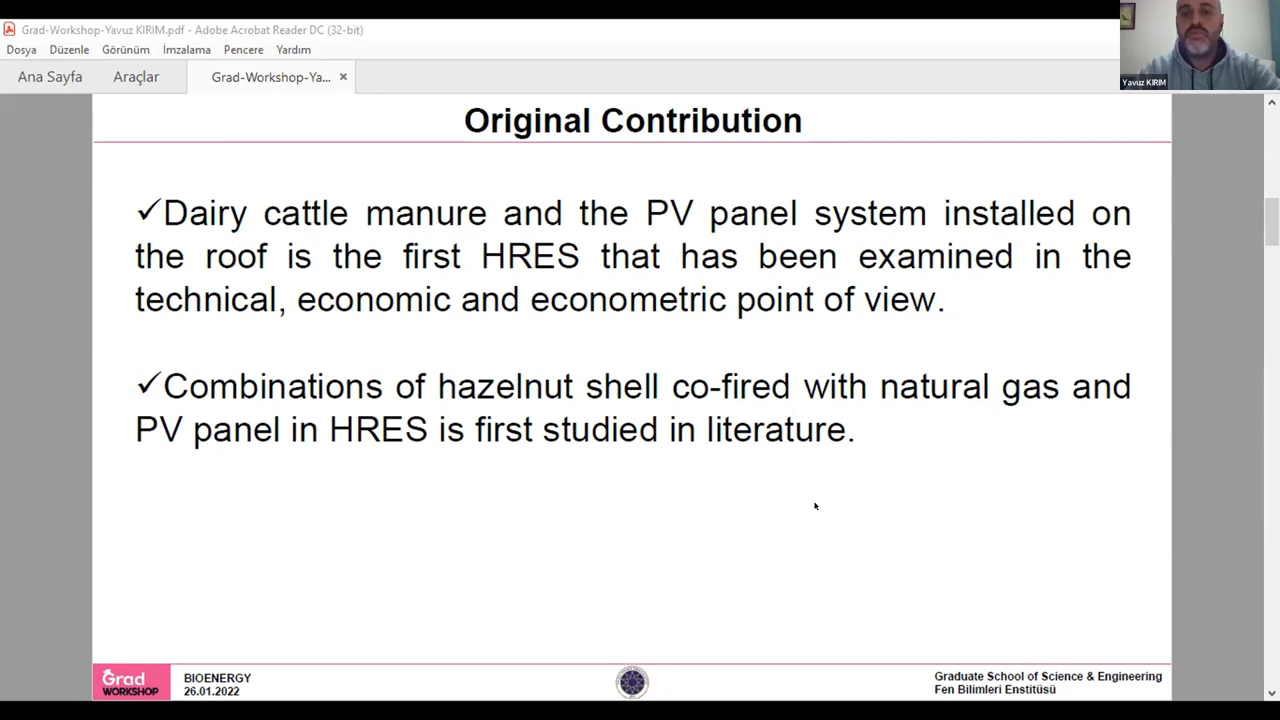 Grad-Workshop-Yavuz KIRIM.pdf - Adobe Acrobat Reader DC (32-bit)
Dosya Düzenle Görünüm İmzalama Pencere Yardım
Ana Sayfa Araçlar Grad-Workshop-Ya... ×
Yavuz KIRIM
Original Contribution
✓Dairy cattle manure and the PV panel system installed on
the roof is the first HRES that has been examined in the
technical, economic and econometric point of view.
✓Combinations of hazelnut shell co-fired with natural gas and
PV panel in HRES is first studied in literature.
Grad
WORKSHOP
BIOENERGY
26.01.2022
Graduate School of Science & Engineering
Fen Bilimleri Enstitüsü